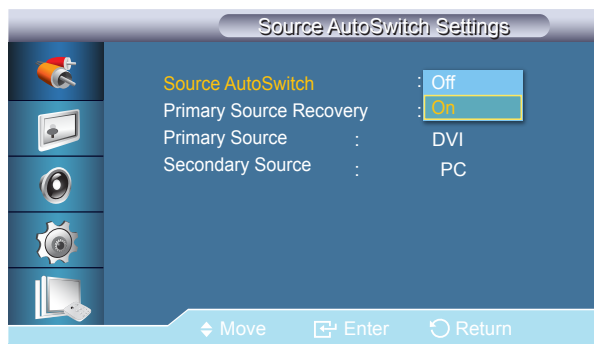 Source AutoSwitch Settings
Source AutoSwitch : Off
Primary Source Recovery : On
Primary Source : DVI
Secondary Source : PC
Move Enter Return